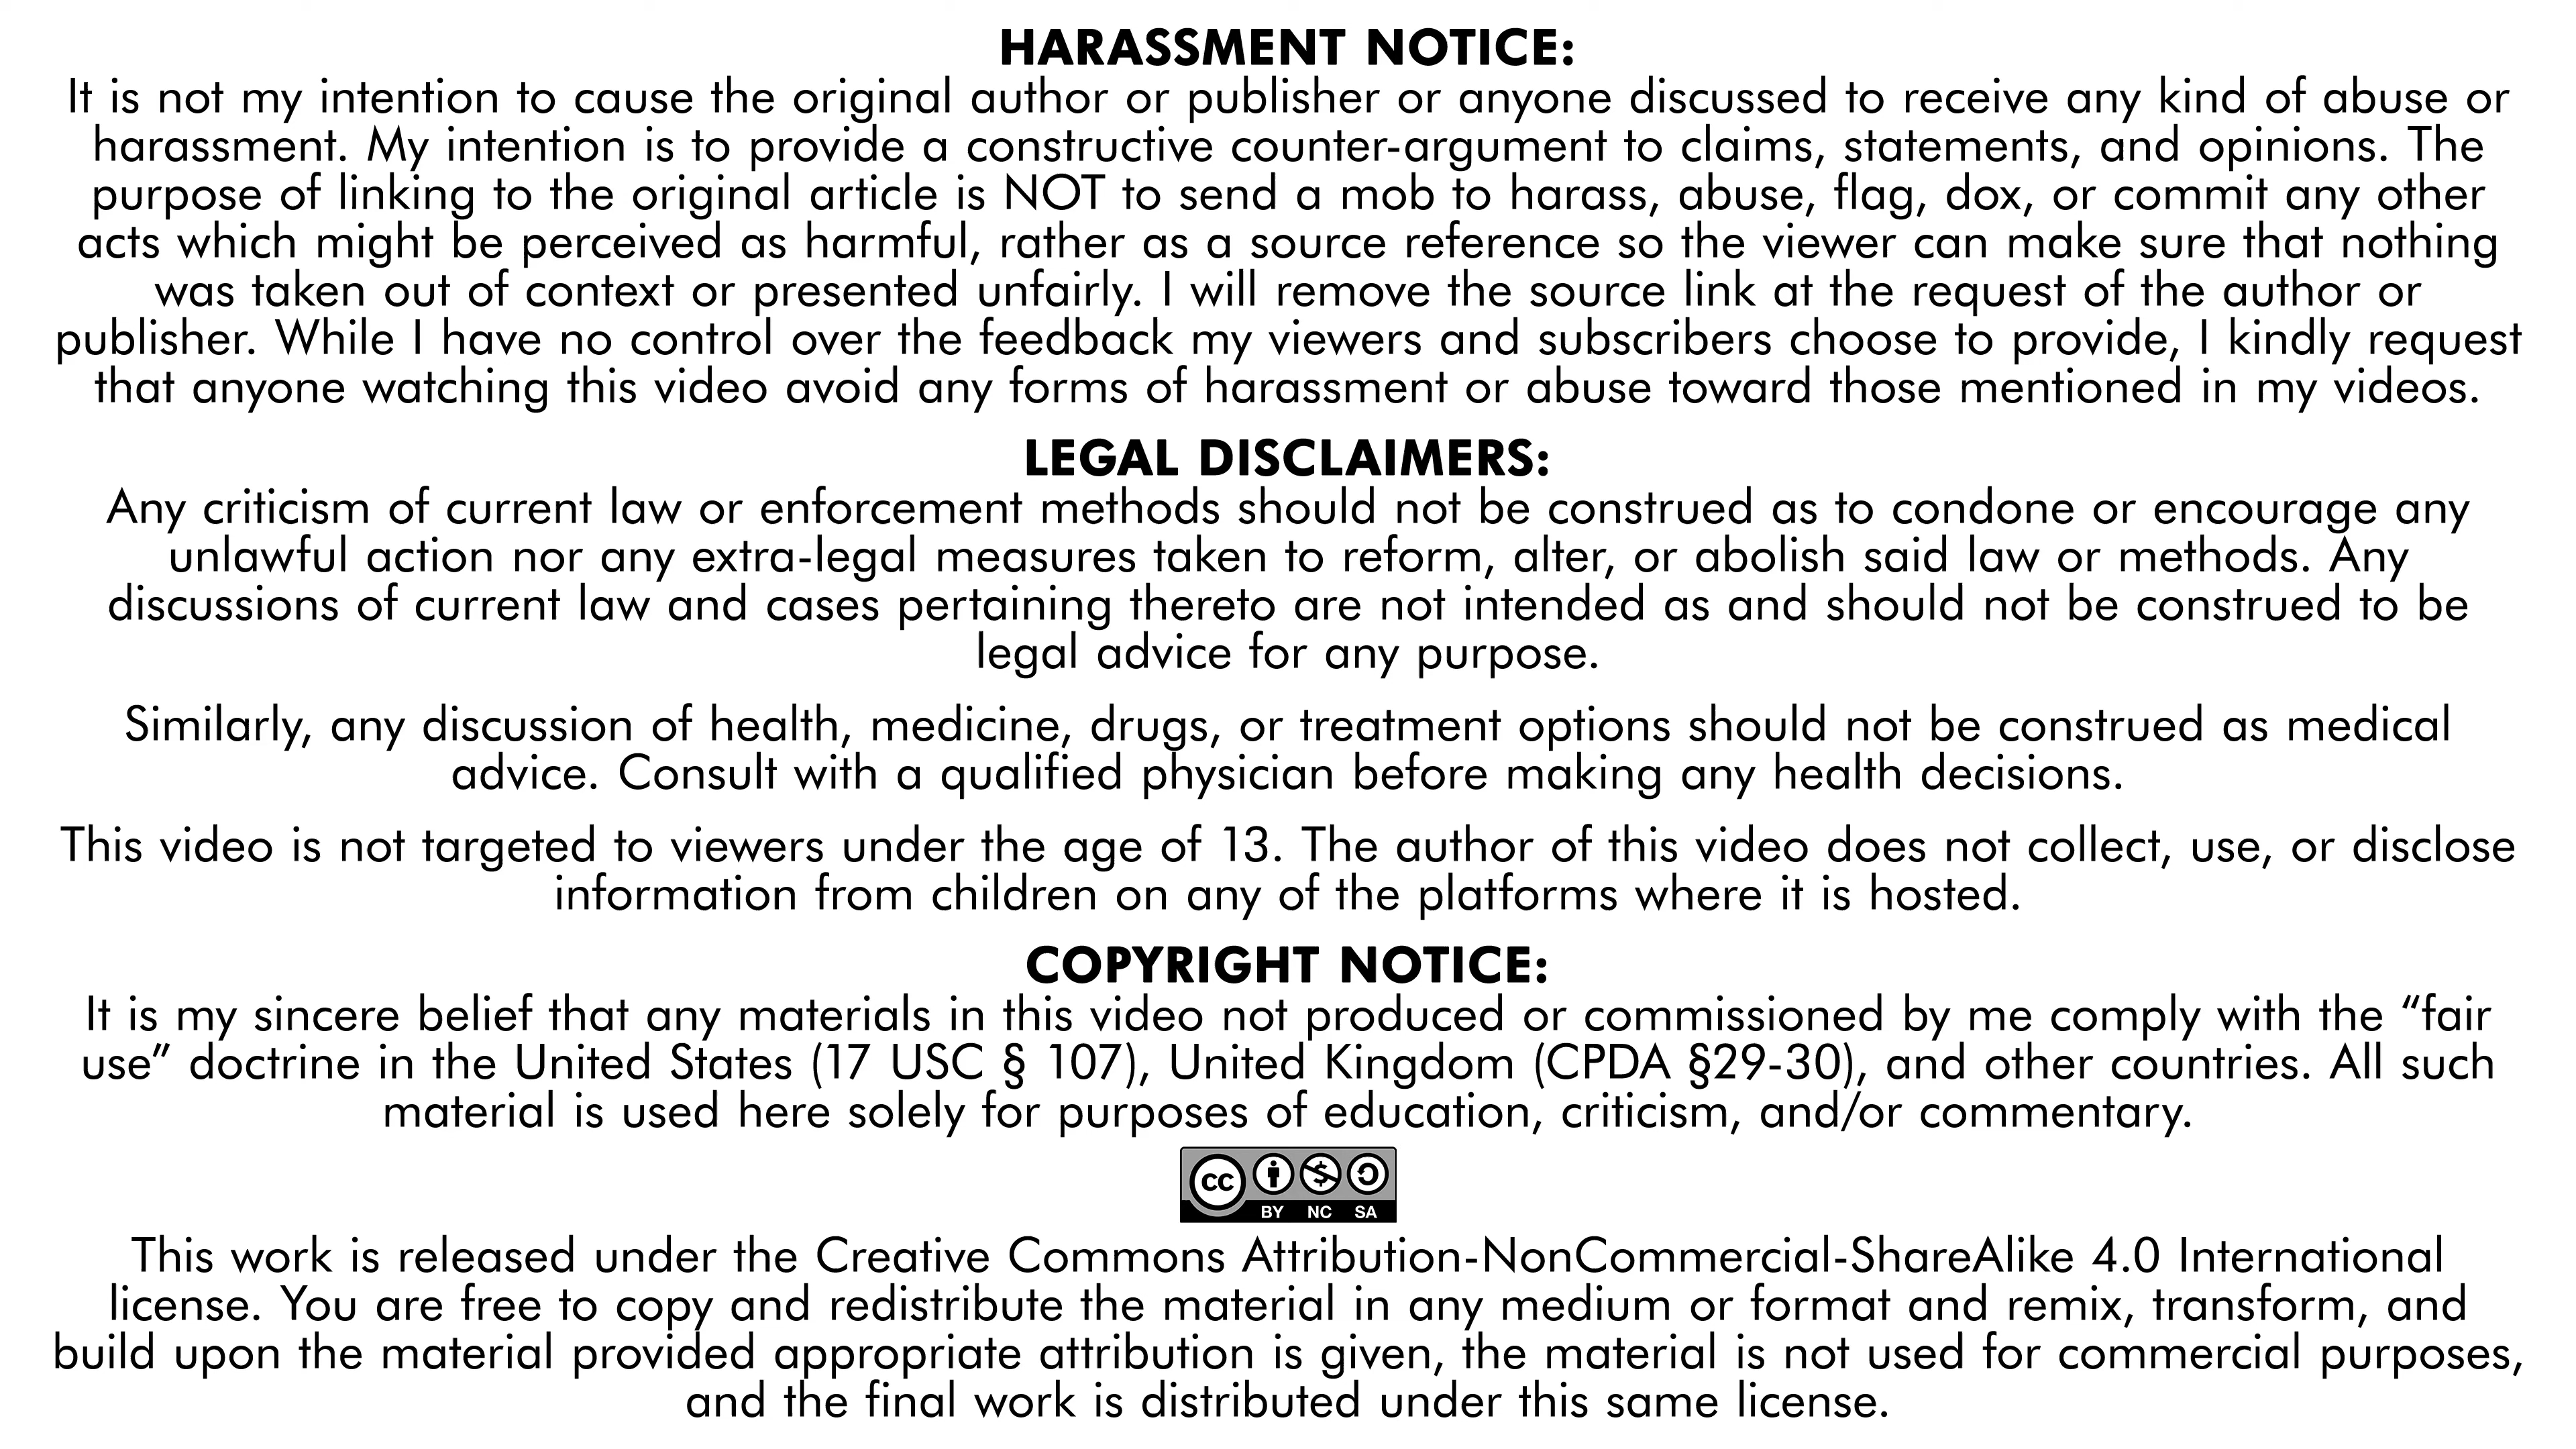 HARASSMENT NOTICE:
It is not my intention to cause the original author or publisher or anyone discussed to receive any kind of abuse or
harassment. My intention is to provide a constructive counter-argument to claims, statements, and opinions. The
purpose of linking to the original article is NOT to send a mob to harass, abuse, flag, dox, or commit any other
acts which might be perceived as harmful, rather as a source reference so the viewer can make sure that nothing
was taken out of context or presented unfairly. I will remove the source link at the request of the author or
publisher. While I have no control over the feedback my viewers and subscribers choose to provide, I kindly request
that anyone watching this video avoid any forms of harassment or abuse toward those mentioned in my videos.
LEGAL DISCLAIMERS:
Any criticism of current law or enforcement methods should not be construed as to condone or encourage any
unlawful action nor any extra-legal measures taken to reform, alter, or abolish said law or methods. Any
discussions of current law and cases pertaining thereto are not intended as and should not be construed to be
legal advice for any purpose.
Similarly, any discussion of health, medicine, drugs, or treatment options should not be construed as medical
advice. Consult with a qualified physician before making any health decisions.
This video is not targeted to viewers under the age of 13. The author of this video does not collect, use, or disclose
information from children on any of the platforms where it is hosted.
COPYRIGHT NOTICE:
It is my sincere belief that any materials in this video not produced or commissioned by me comply with the “fair
use” doctrine in the United States (17 USC § 107), United Kingdom (CPDA §29-30), and other countries. All such
material is used here solely for purposes of education, criticism, and/or commentary.
cc
BY NC SA
This work is released under the Creative Commons Attribution-NonCommercial-ShareAlike 4.0 International
license. You are free to copy and redistribute the material in any medium or format and remix, transform, and
build upon the material provided appropriate attribution is given, the material is not used for commercial purposes,
and the final work is distributed under this same license.